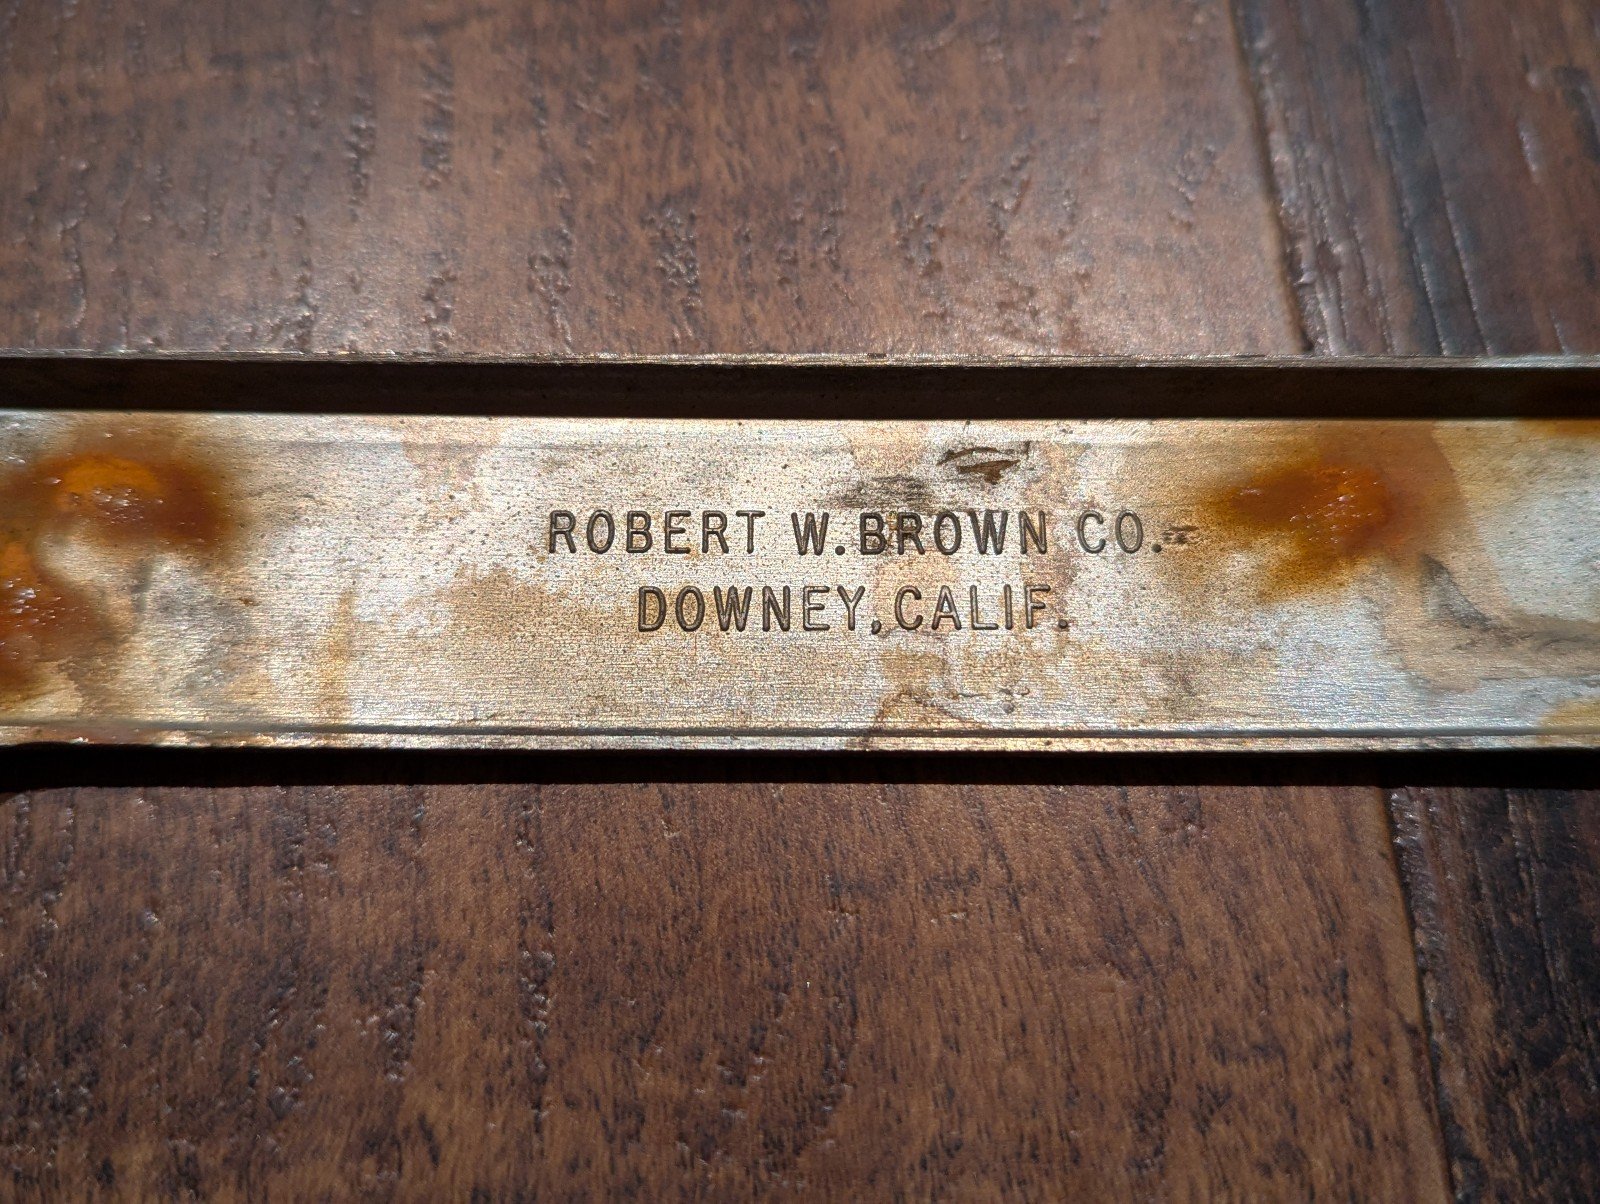 ROBERT W. BROWN CO.
DOWNEY, CALIF.